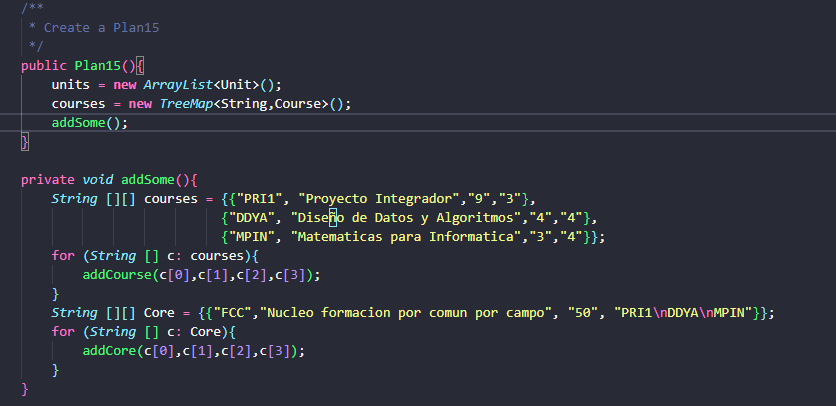 /**
 * Create a Plan15
 */
public Plan15(){
    units = new ArrayList<Unit>();
    courses = new TreeMap<String,Course>();
    addSome();
}

private void addSome(){
    String [][] courses = {{"PRI1", "Proyecto Integrador","9","3"},
                          {"DDYA", "Diseño de Datos y Algoritmos","4","4"},
                          {"MPIN", "Matematicas para Informatica","3","4"}};
    for (String [] c: courses){
        addCourse(c[0],c[1],c[2],c[3]);
    }
    String [][] Core = {{"FCC","Nucleo formacion por comun por campo", "50", "PRI1\nDDYA\nMPIN"}};
    for (String [] c: Core){
        addCore(c[0],c[1],c[2],c[3]);
    }
}